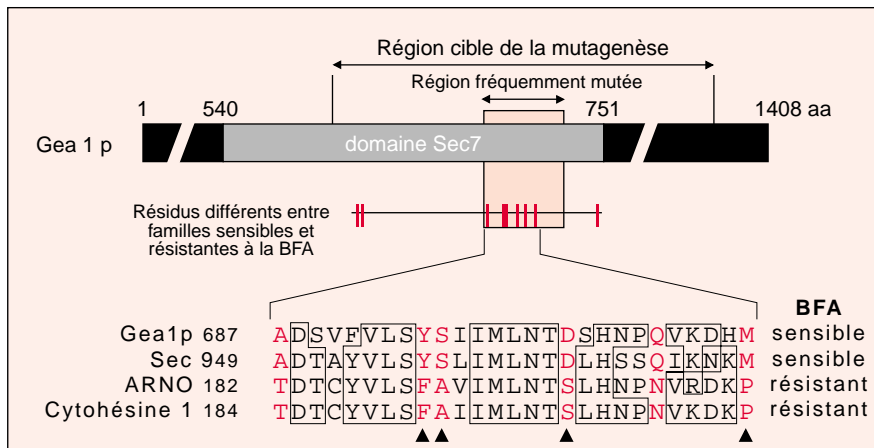 Région cible de la mutagenèse
Région fréquemment mutée
1 540 751 1408 aa
Gea 1 p domaine Sec7
Résidus différents entre
familles sensibles et
résistantes à la BFA
BFA
Gea1p 687 ADSVFVLSYSIIMLNTDSHNPQVKDHM sensible
Sec 949 ADTAYVLSYSLIMLNTDLHSSQIKNKM sensible
ARNO 182 TDTCYVLSFAVIMLNTSLHNPNVRDKP résistant
Cytohésine 1 184 TDTCYVLSFAIIMLNTSLHNPNVKDKP résistant